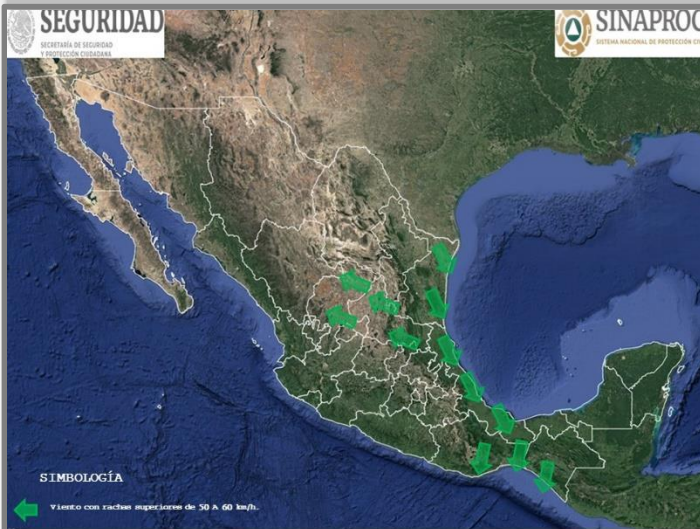 SEGURIDAD
SECRETARÍA DE SEGURIDAD
Y PROTECCIÓN CIUDADANA
SINAPROC
SISTEMA NACIONAL DE PROTECCIÓN CI
SIMBOLOGÍA
Viento con rachas superiores de 50 A 60 km/h.